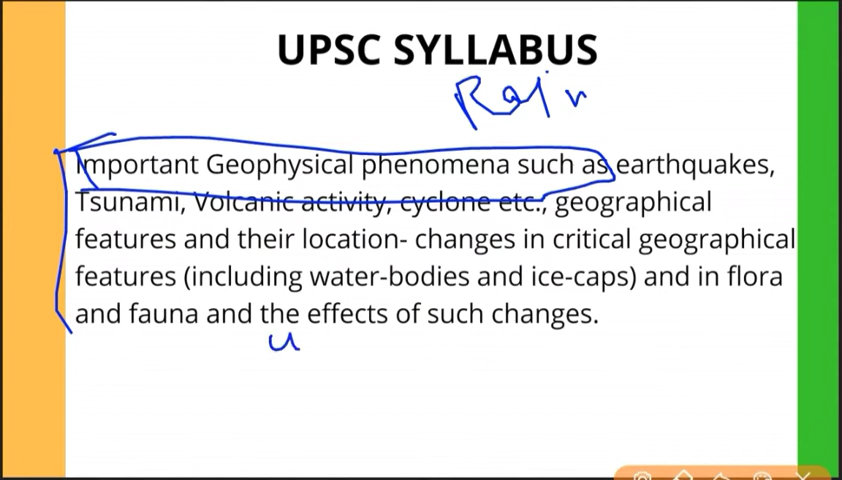 UPSC SYLLABUS
Rain
Important Geophysical phenomena such as earthquakes,
Tsunami, Volcanic activity, cyclone etc., geographical
features and their location- changes in critical geographical
features (including water-bodies and ice-caps) and in flora
and fauna and the effects of such changes.
u